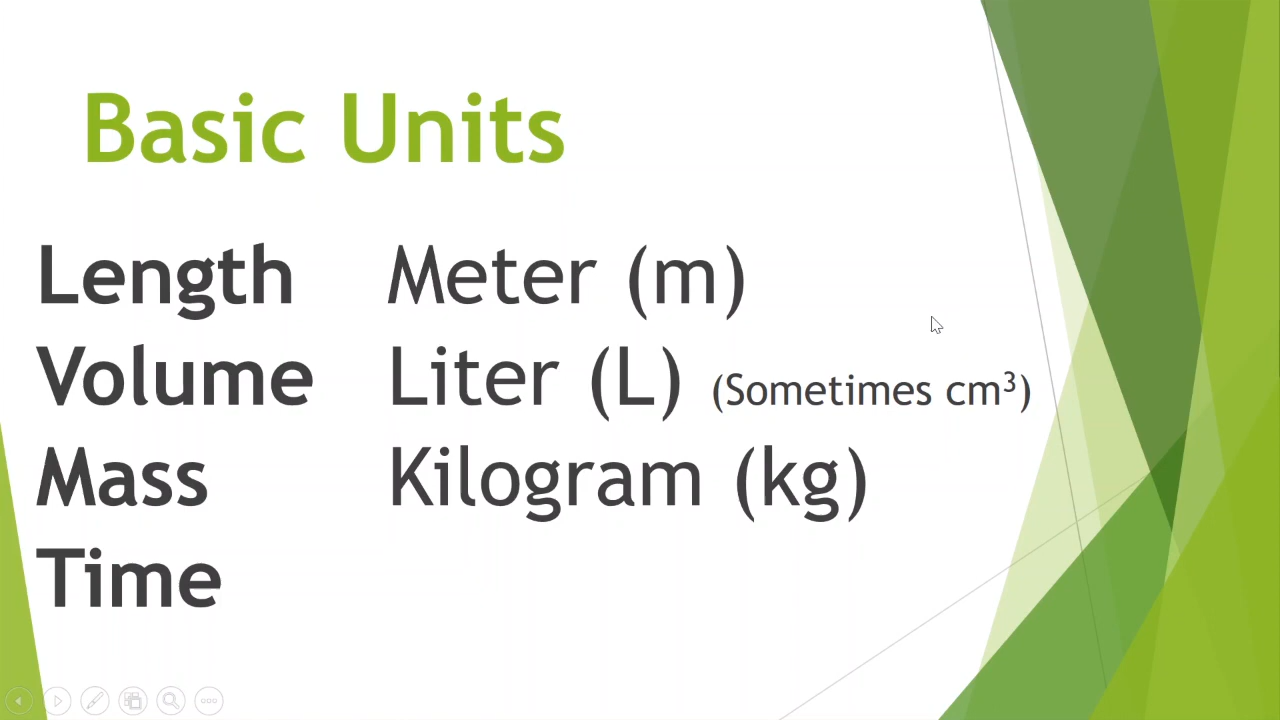 Basic Units
Length Meter (m)
Volume Liter (L) (Sometimes cm³)
Mass Kilogram (kg)
Time